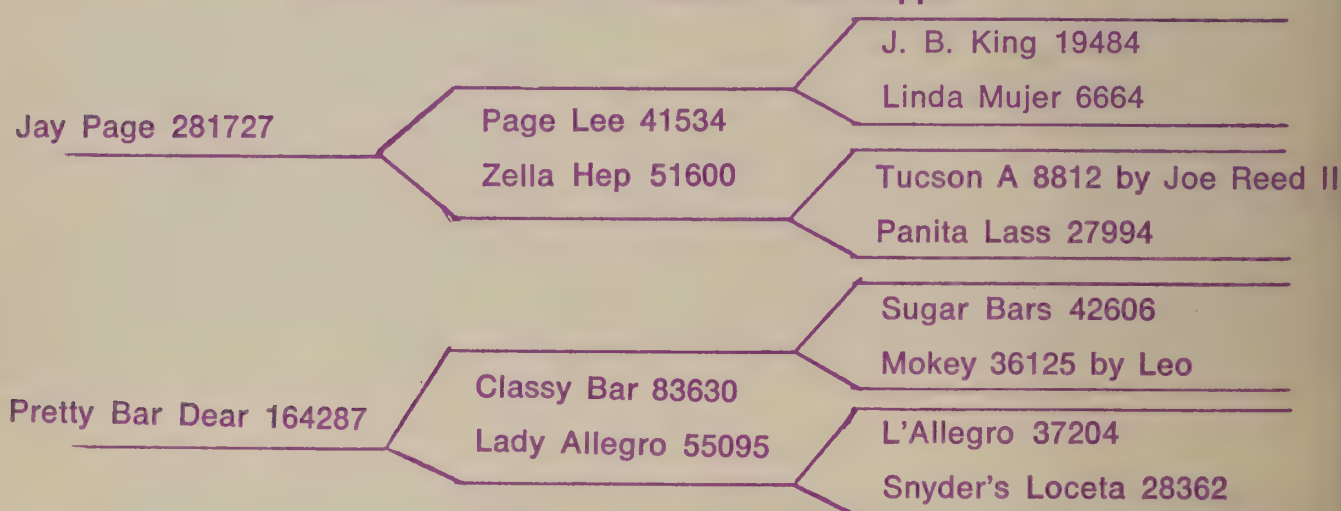 J. B. King 19484
Linda Mujer 6664
Jay Page 281727
Page Lee 41534
Zella Hep 51600
Tucson A 8812 by Joe Reed II
Panita Lass 27994
Sugar Bars 42606
Mokey 36125 by Leo
Pretty Bar Dear 164287
Classy Bar 83630
Lady Allegro 55095
L'Allegro 37204
Snyder's Loceta 28362